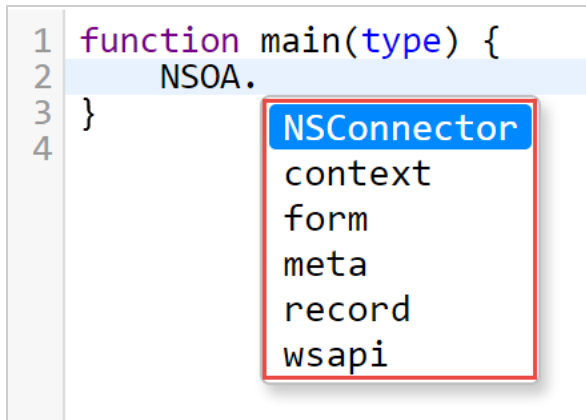 1 function main(type) {
2     NSOA.
3 }
4
NSConnector
context
form
meta
record
wsapi